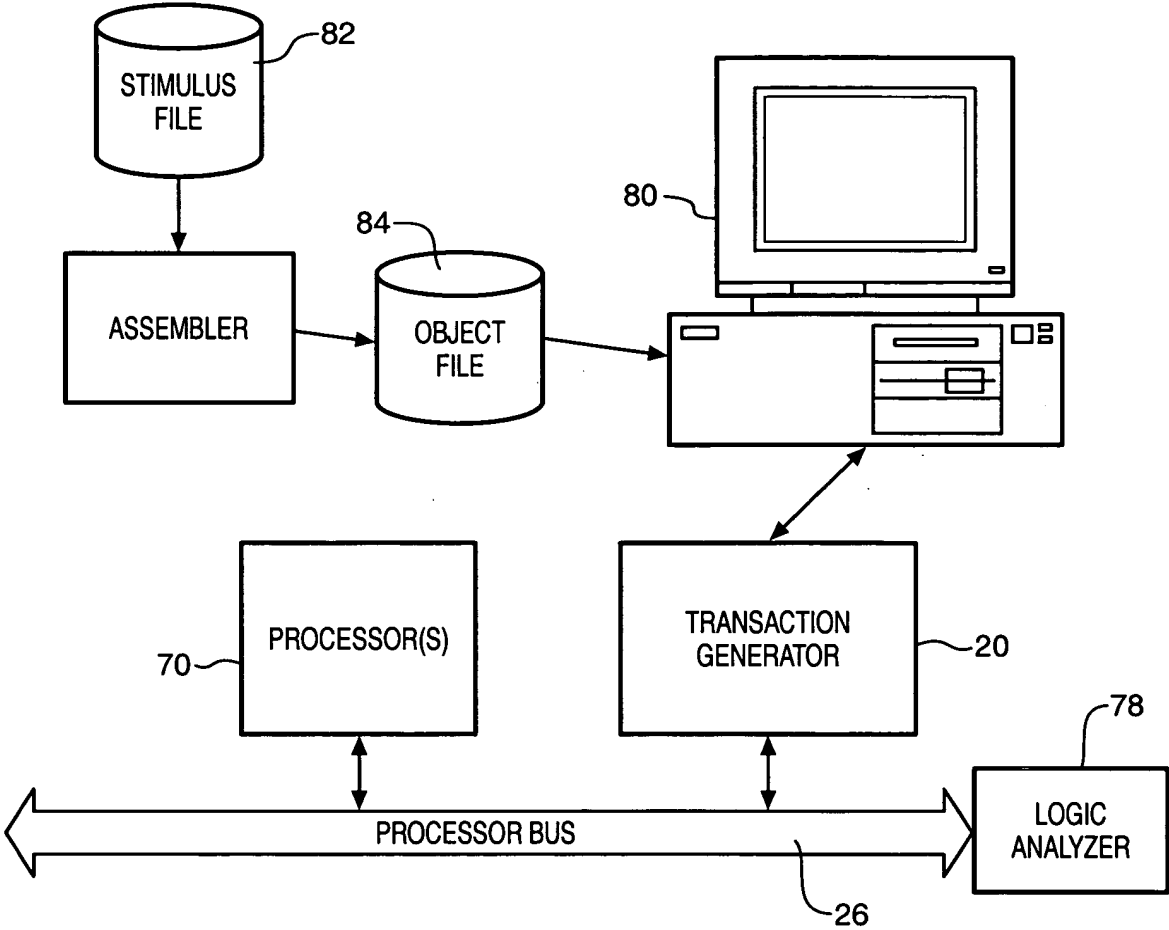 82
STIMULUS
FILE
80
84
ASSEMBLER
OBJECT
FILE
PROCESSOR(S)
70
TRANSACTION
GENERATOR
20
78
PROCESSOR BUS
LOGIC
ANALYZER
26